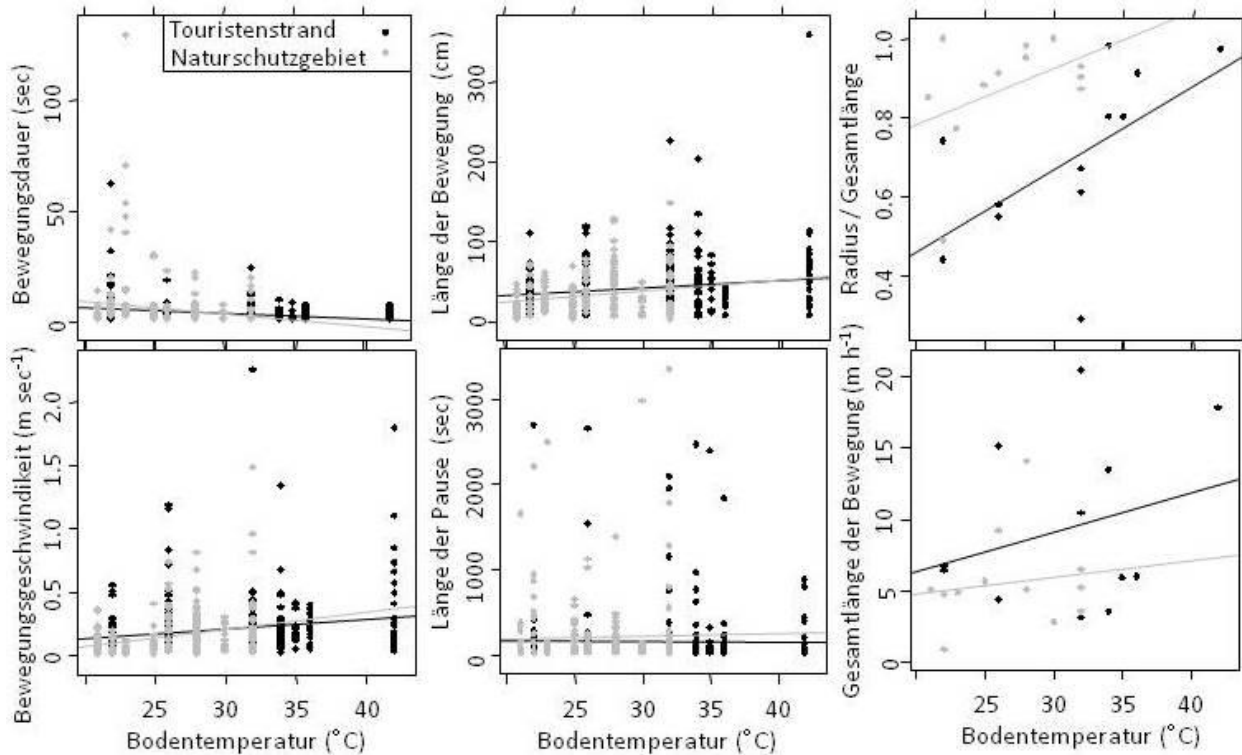 Touristenstrand
Naturschutzgebiet
Bewegungsdauer (sec)
0 50 100
Länge der Bewegung (cm)
0 100 200 300
Radius / Gesamtlänge
0.4 0.6 0.8 1.0
Bewegungsgeschwindikeit (m sec-1)
0 0.5 1.0 1.5 2.0
Länge der Pause (sec)
0 1000 2000 3000
Gesamtlänge der Bewegung (m h-1)
0 5 10 15 20
25 30 35 40
25 30 35 40
25 30 35 40
Bodentemperatur (°C)
Bodentemperatur (°C)
Bodentemperatur (°C)